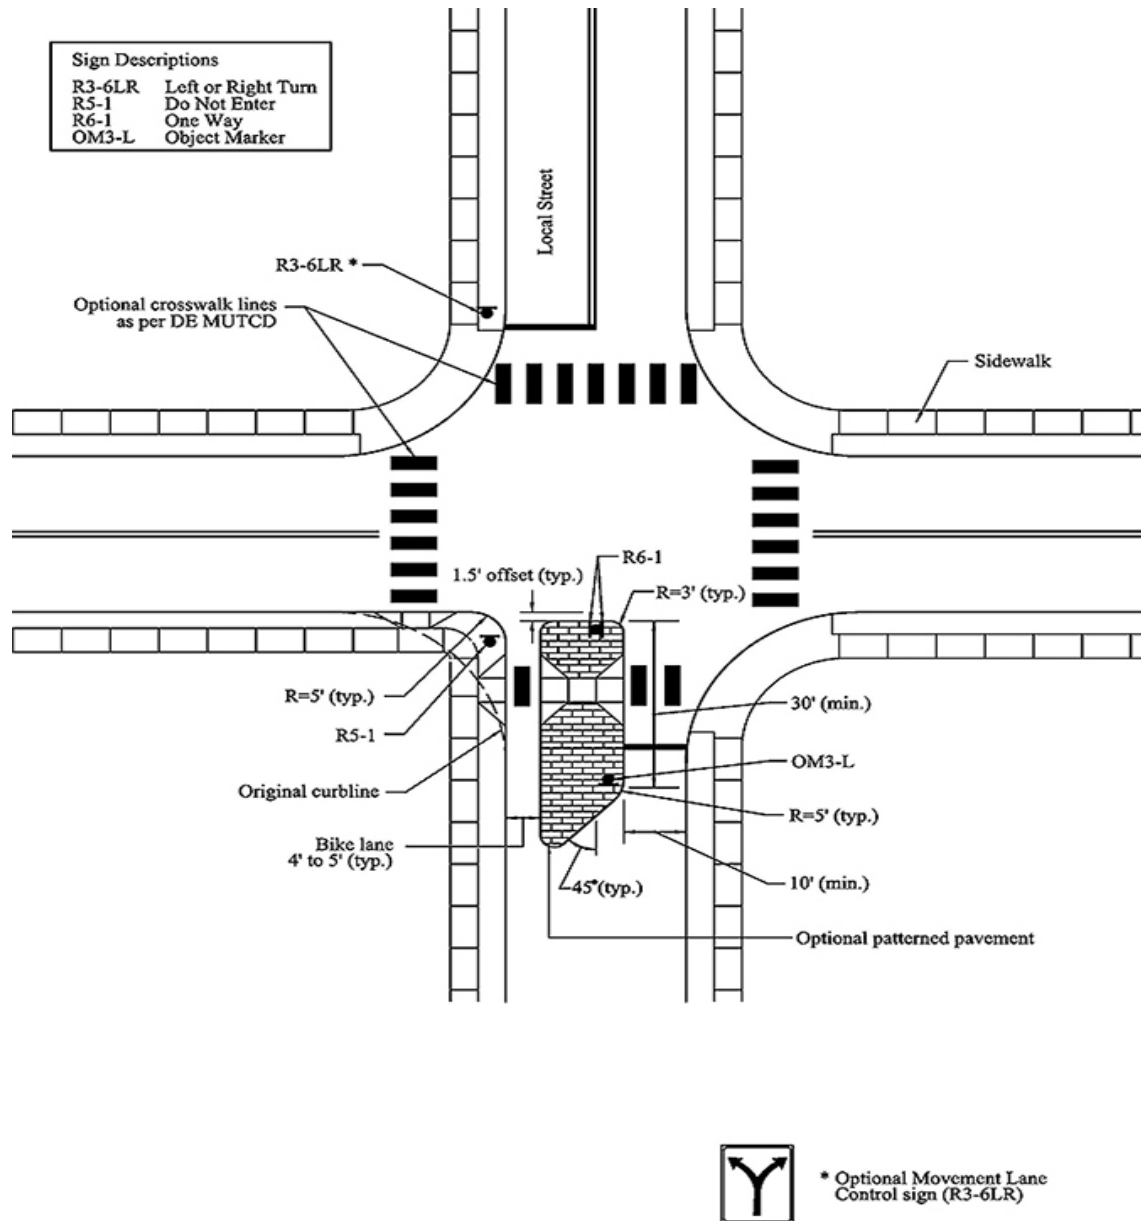 Sign Descriptions
R3-6LR Left or Right Turn
R5-1 Do Not Enter
R6-1 One Way
OM3-L Object Marker
Local Street
R3-6LR *
Optional crosswalk lines
as per DE MUTCD
Sidewalk
R6-1
1.5' offset (typ.)
R=3' (typ.)
R=5' (typ.)
30' (min.)
R5-1
OM3-L
Original curbline
R=5' (typ.)
Bike lane
4' to 5' (typ.)
45° (typ.)
10' (min.)
Optional patterned pavement
* Optional Movement Lane
Control sign (R3-6LR)